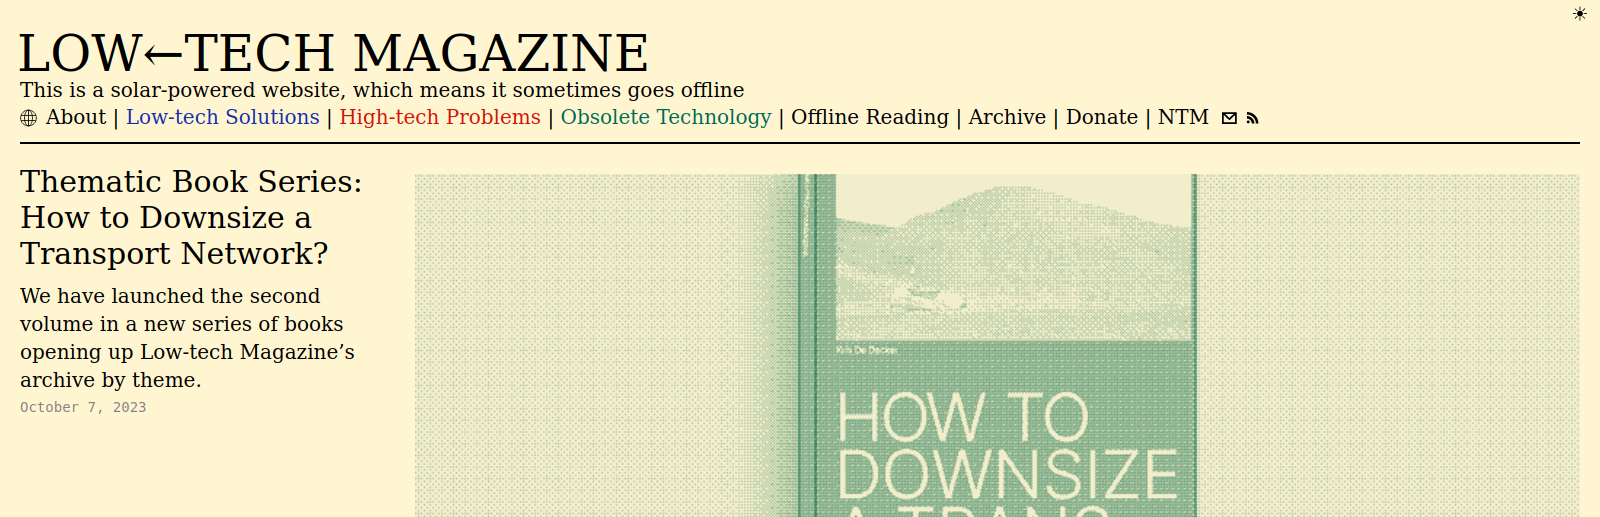 LOW←TECH MAGAZINE
This is a solar-powered website, which means it sometimes goes offline
About | Low-tech Solutions | High-tech Problems | Obsolete Technology | Offline Reading | Archive | Donate | NTM
Thematic Book Series:
How to Downsize a
Transport Network?
We have launched the second
volume in a new series of books
opening up Low-tech Magazine’s
archive by theme.
October 7, 2023
Kris De Decker
HOW TO
DOWNSIZE
A TRANS